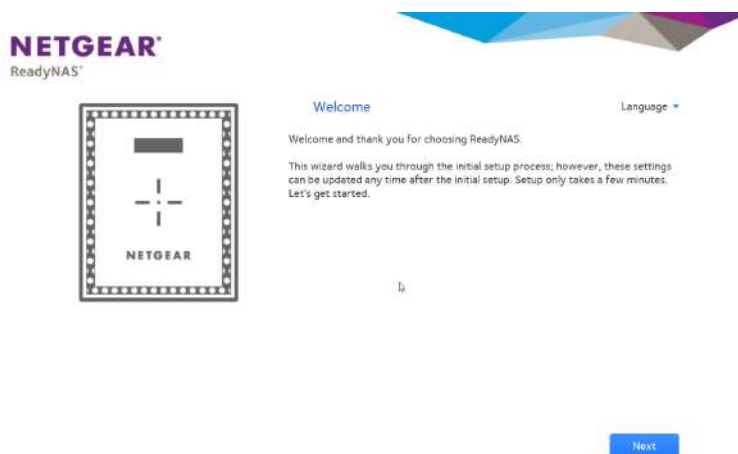 NETGEAR®
ReadyNAS®
Welcome
Language
Welcome and thank you for choosing ReadyNAS.
This wizard walks you through the initial setup process; however, these settings
can be updated any time after the initial setup. Setup only takes a few minutes.
Let's get started.
NETGEAR
Next